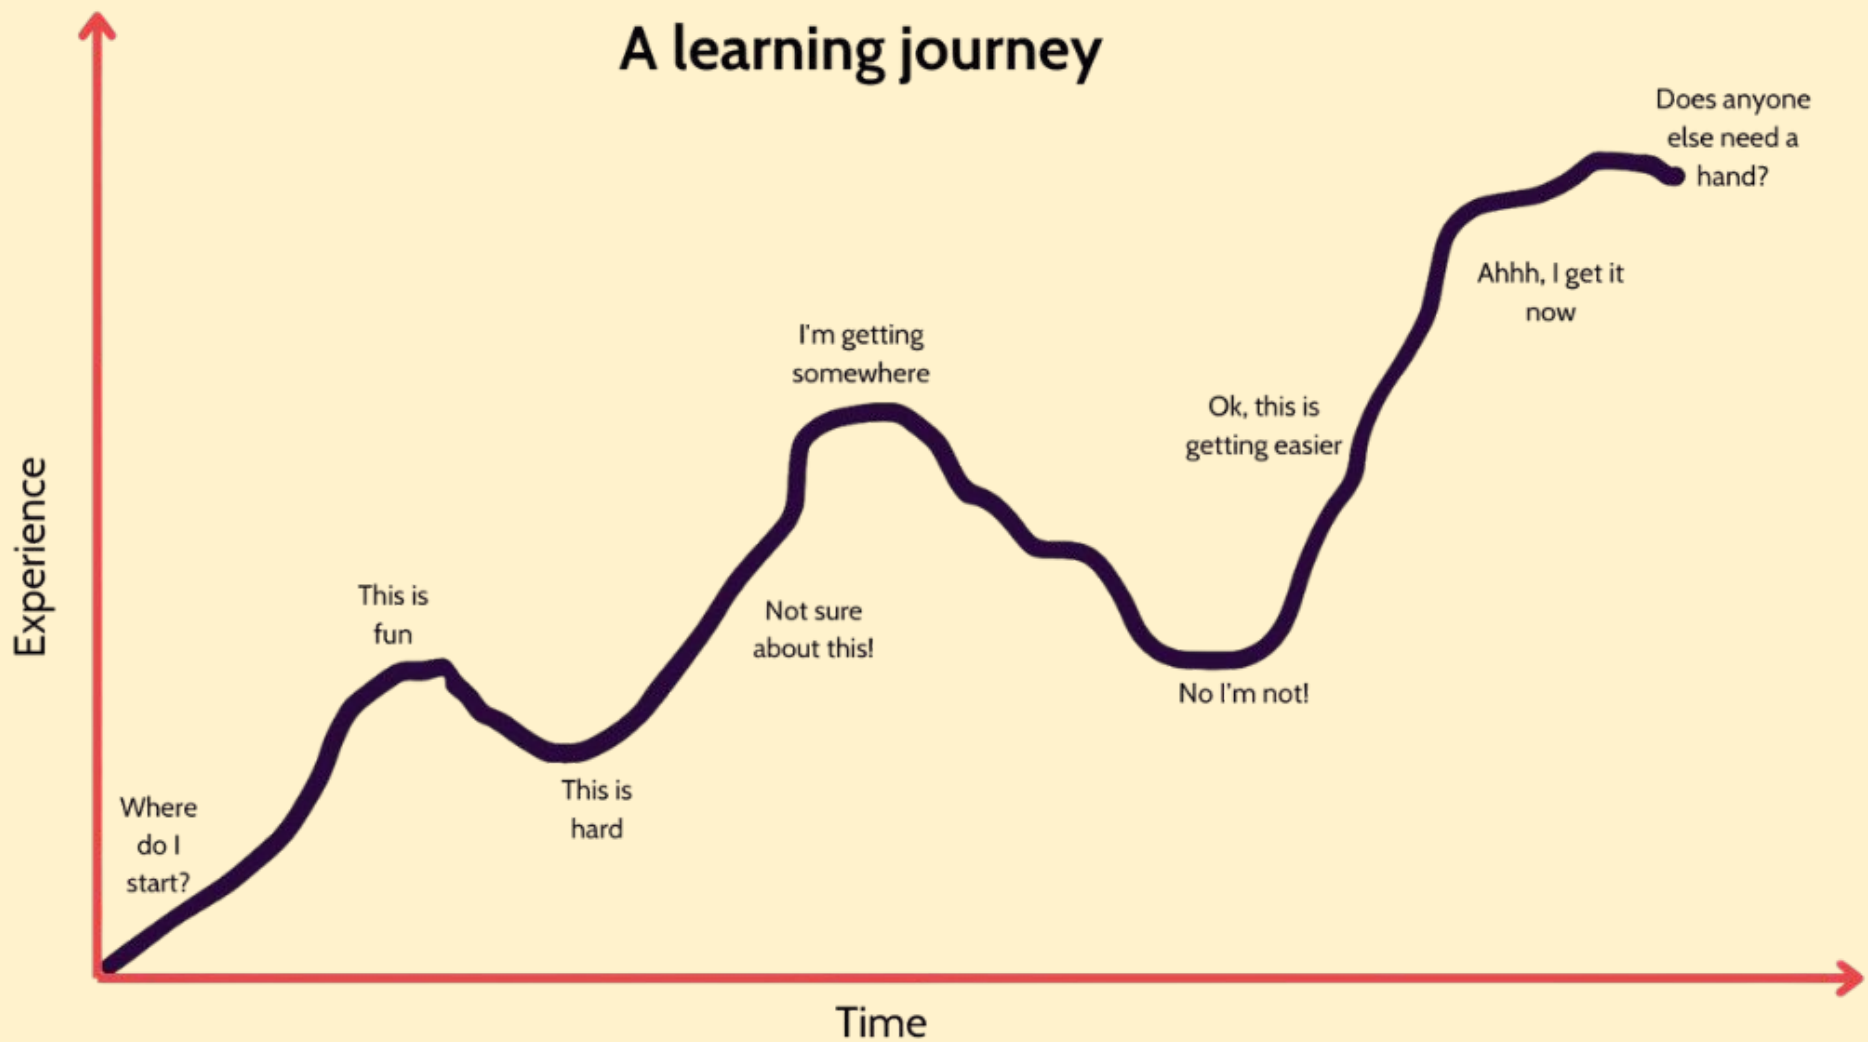 A learning journey
Experience
Where
do I
start?
This is
fun
This is
hard
Not sure
about this!
I'm getting
somewhere
No I'm not!
Ok, this is
getting easier
Ahhh, I get it
now
Does anyone
else need a
hand?
Time